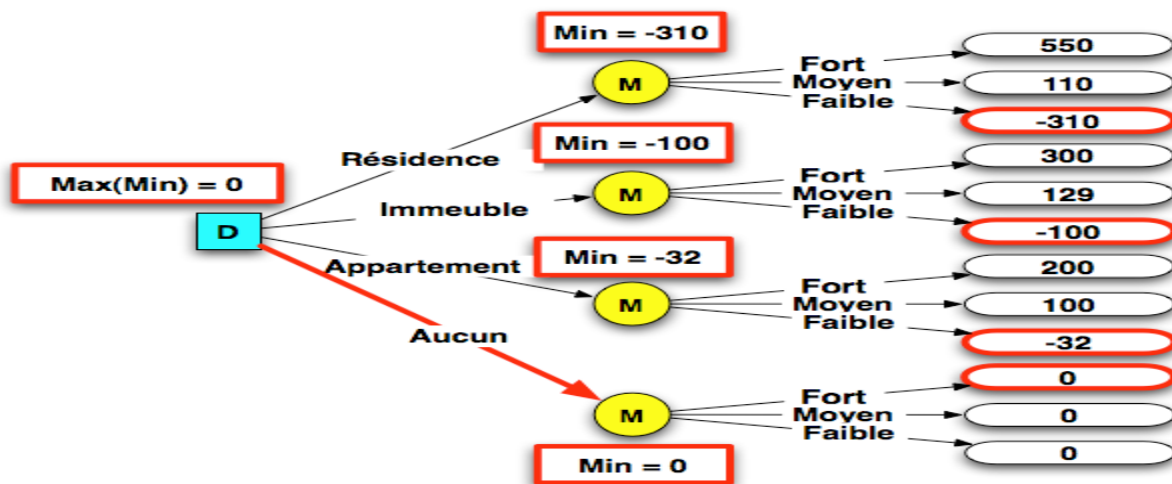 Min = -310
550
Fort
M
Moyen
110
Faible
-310
Résidence
Min = -100
300
Fort
Max(Min) = 0
Immeuble
M
Moyen
129
Faible
D
-100
Appartement
Min = -32
200
Fort
M
Moyen
100
Faible
Aucun
-32
0
Fort
M
Moyen
0
Faible
0
Min = 0